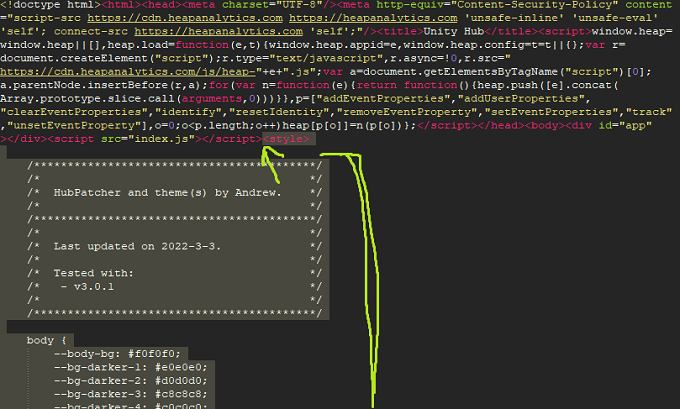 <!doctype html><html><head><meta charset="UTF-8"/><meta http-equiv="Content-Security-Policy" content
="script-src https://cdn.heapanalytics.com https://heapanalytics.com 'unsafe-inline' 'unsafe-eval'
'self'; connect-src https://heapanalytics.com 'self';"/><title>Unity Hub</title><script>window.heap=
window.heap||[],heap.load=function(e,t){window.heap.appid=e,window.heap.config=t=t||{};var r=
document.createElement("script");r.type="text/javascript",r.async=!0,r.src="
https://cdn.heapanalytics.com/js/heap-"+e+".js";var a=document.getElementsByTagName("script")[0];
a.parentNode.insertBefore(r,a);for(var n=function(e){return function(){heap.push([e].concat(
Array.prototype.slice.call(arguments,0)))}},p=["addEventProperties","addUserProperties",
"clearEventProperties","identify","resetIdentity","removeEventProperty","setEventProperties","track"
,"unsetEventProperty"],o=0;o<p.length;o++)heap[p[o]]=n(p[o])};</script></head><body><div id="app"
></div><script src="index.js"></script><style>
/******************************************/
/* */
/* HubPatcher and theme(s) by Andrew. */
/* */
/******************************************/
/* */
/* Last updated on 2022-3-3. */
/* */
/* Tested with: */
/* - v3.0.1 */
/* */
/******************************************/
body {
--body-bg: #f0f0f0;
--bg-darker-1: #e0e0e0;
--bg-darker-2: #d0d0d0;
--bg-darker-3: #c8c8c8;
--bg-darker-4: #c0c0c0;